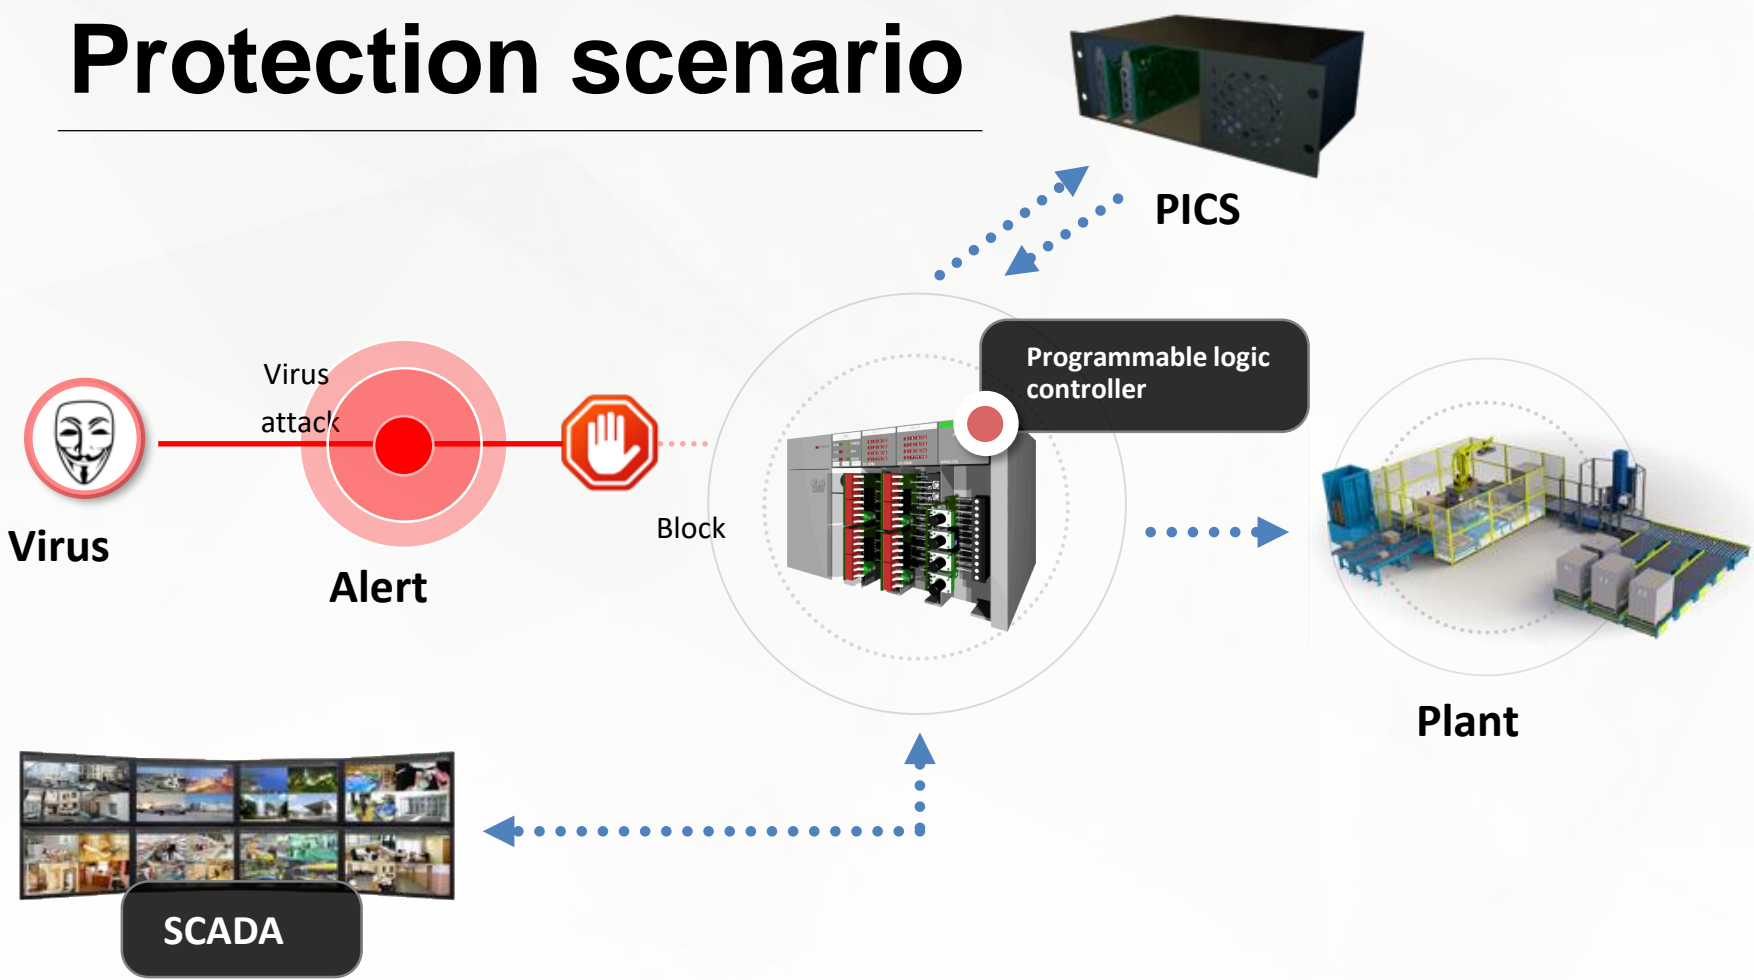 Protection scenario
PICS
Programmable logic
controller
Virus
attack
Block
Virus
Alert
Plant
SCADA